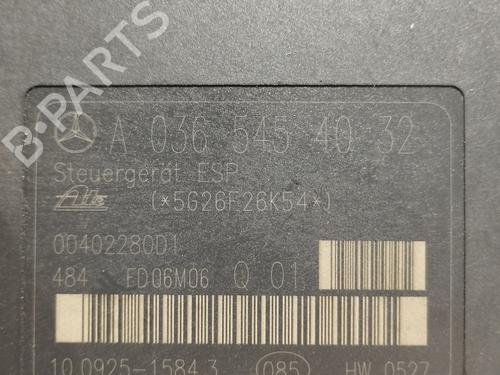 B-PARTS
A 036 545 40 32
Steuergerät ESP
Ate (*5G26F26K54*)
00402280D1
484 ED06M06 Q 01
10.0925-1584.3 085 HW 0527